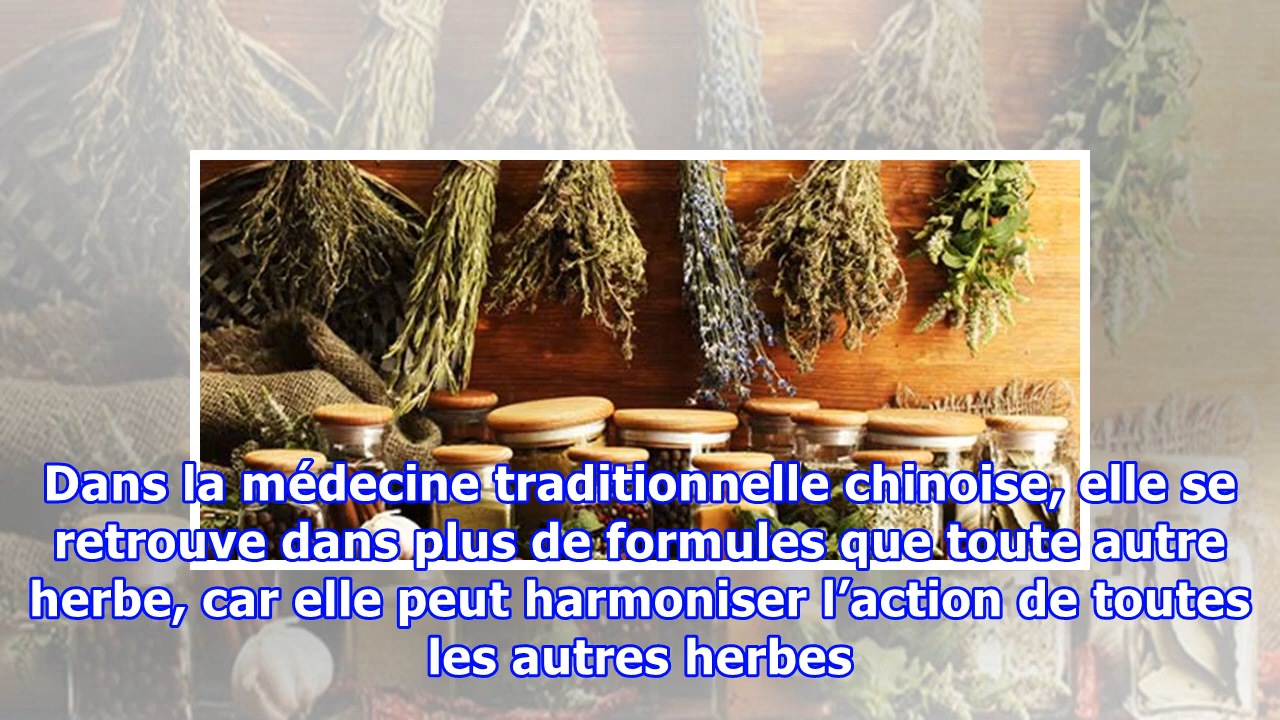 Dans la médecine traditionnelle chinoise, elle se
retrouve dans plus de formules que toute autre
herbe, car elle peut harmoniser l’action de toutes
les autres herbes